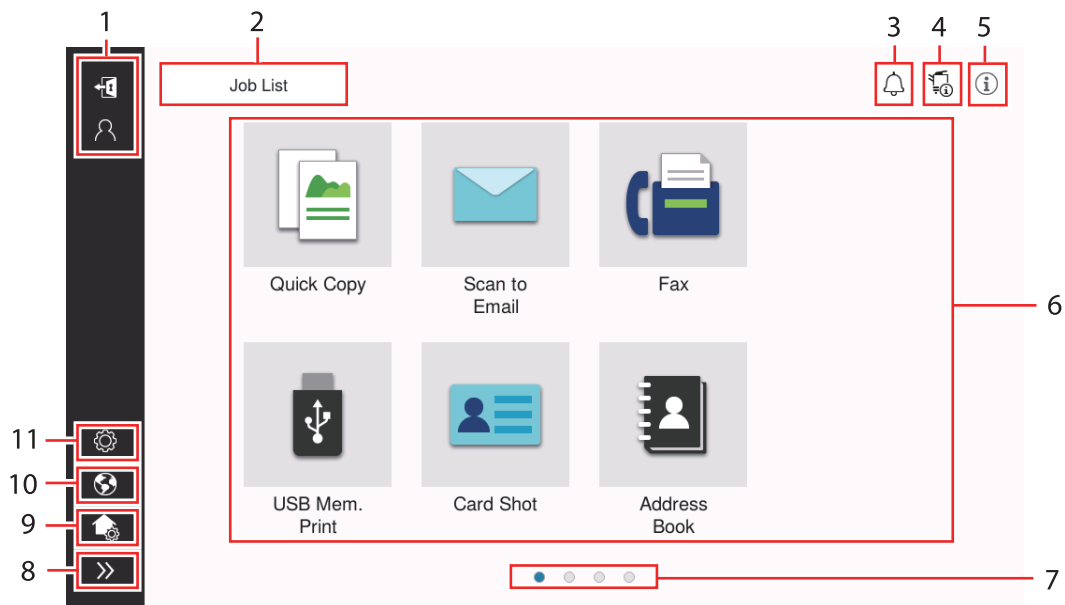 1
2
3
4
5
Job List
Quick Copy
Scan to
Email
Fax
6
USB Mem.
Print
Card Shot
Address
Book
11
10
9
8
7